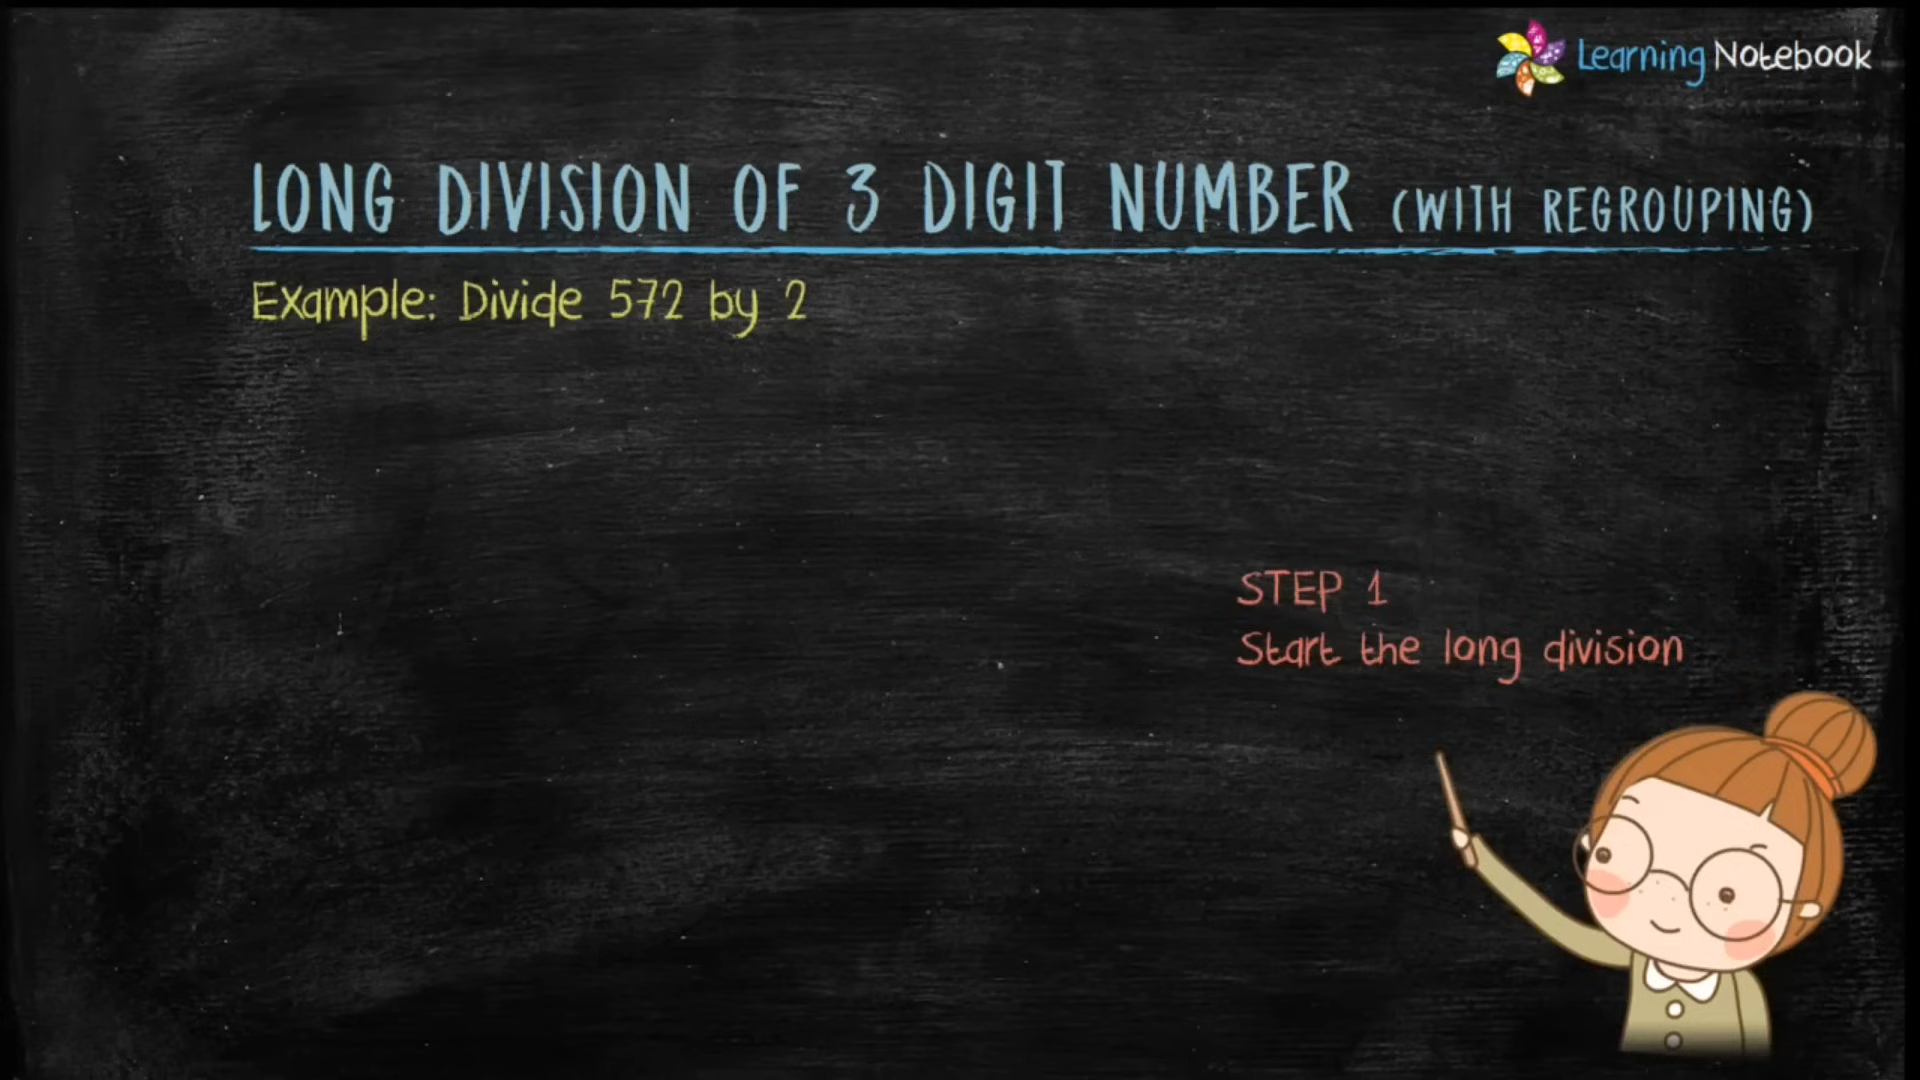 Learning Notebook
LONG DIVISION OF 3 DIGIT NUMBER (WITH REGROUPING)
Example: Divide 572 by 2
STEP 1
Start the long division